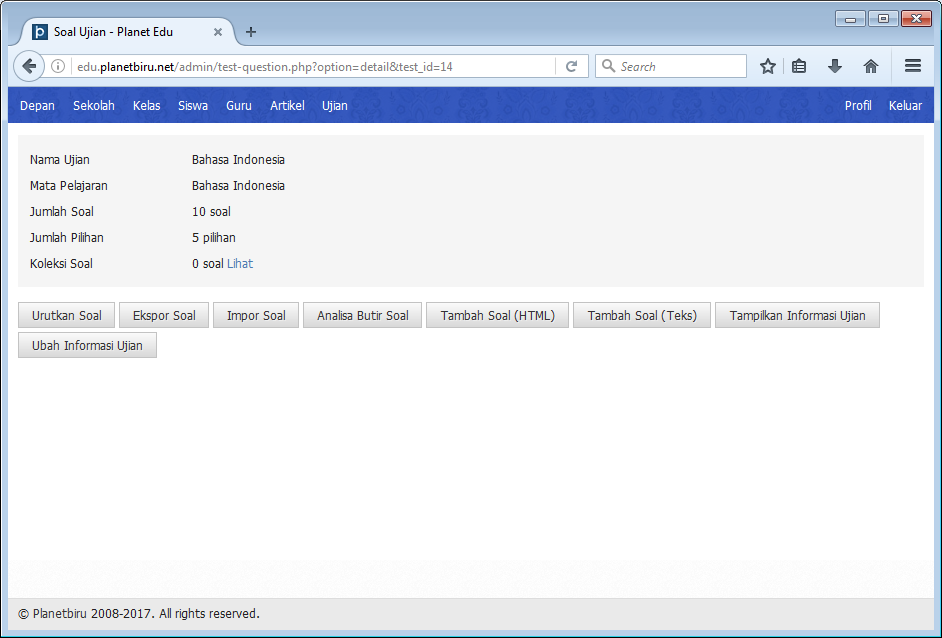 Soal Ujian - Planet Edu
edu.planetbiru.net/admin/test-question.php?option=detail&test_id=14
Search
Depan Sekolah Kelas Siswa Guru Artikel Ujian Profil Keluar
Nama Ujian Bahasa Indonesia
Mata Pelajaran Bahasa Indonesia
Jumlah Soal 10 soal
Jumlah Pilihan 5 pilihan
Koleksi Soal 0 soal Lihat
Urutkan Soal Ekspor Soal Impor Soal Analisa Butir Soal Tambah Soal (HTML) Tambah Soal (Teks) Tampilkan Informasi Ujian
Ubah Informasi Ujian
© Planetbiru 2008-2017. All rights reserved.